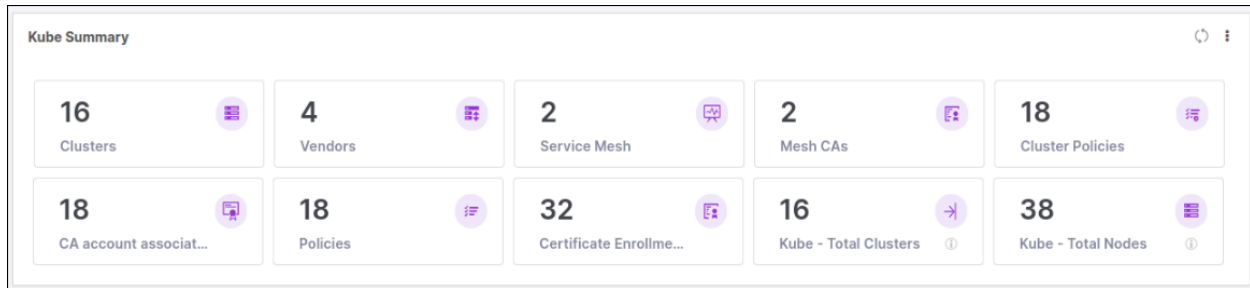 Kube Summary
16
Clusters
4
Vendors
2
Service Mesh
2
Mesh CAs
18
Cluster Policies
18
CA account associat...
18
Policies
32
Certificate Enrollme...
16
Kube - Total Clusters
38
Kube - Total Nodes